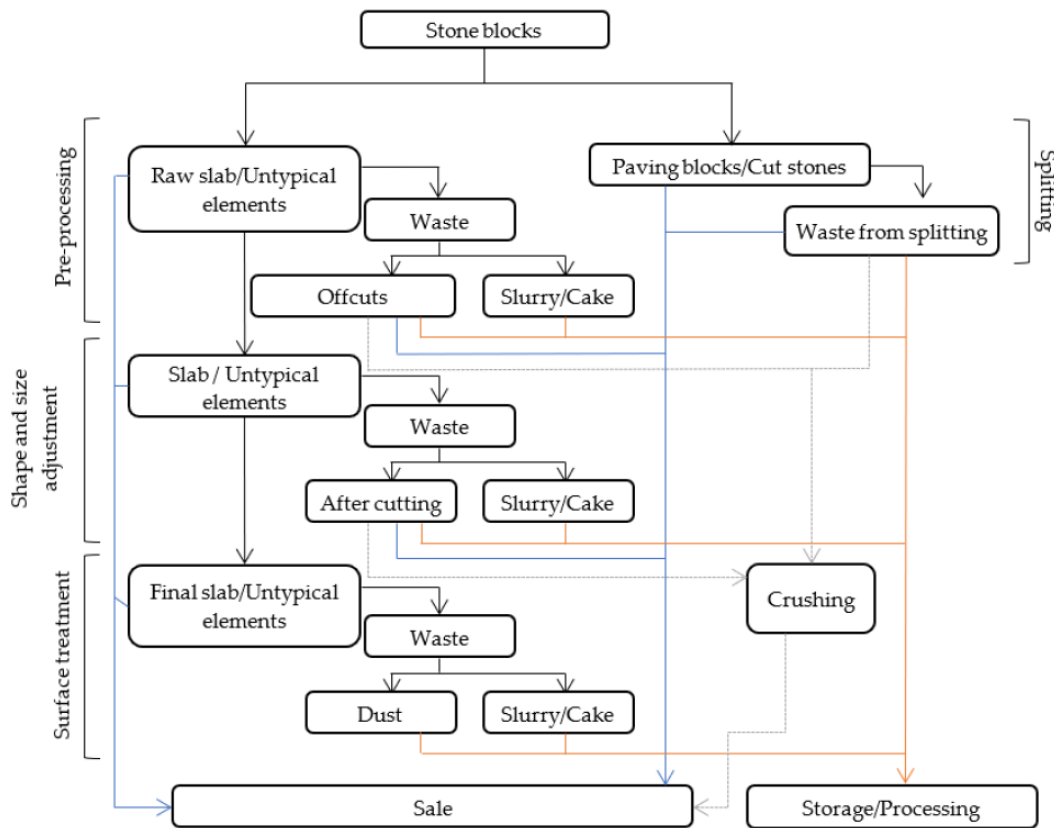 Stone blocks
Pre-processing
Raw slab/Untypical
elements
Paving blocks/Cut stones
Splitting
Waste
Waste from splitting
Offcuts
Slurry/Cake
Shape and size
adjustment
Slab / Untypical
elements
Waste
After cutting
Slurry/Cake
Surface treatment
Final slab/Untypical
elements
Crushing
Waste
Dust
Slurry/Cake
Sale
Storage/Processing